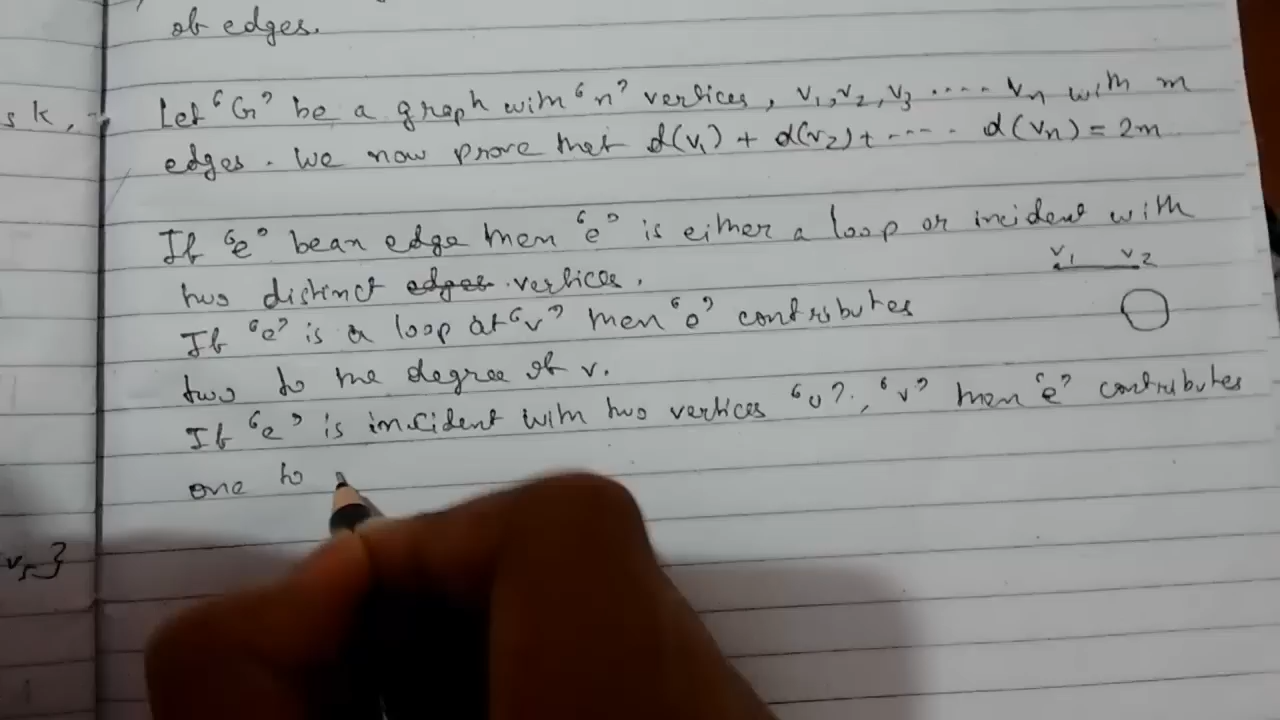 of edges.
s k,
Let "G" be a graph with "n" vertices, v1, v2, v3 .... vn with m
edges. We now prove that d(v1) + d(v2) + .... d(vn) = 2m
If "e" be an edge then "e" is either a loop or incident with
two distinct edges vertices.
v1 v2
If "e" is a loop at "v" then "e" contributes
two to the degree of v.
If "e" is incident with two vertices "u", "v" then "e" contributes
one to
v5}